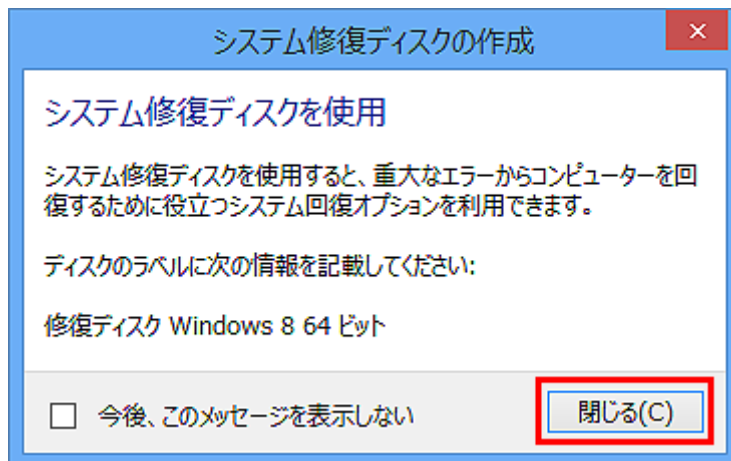 システム修復ディスクの作成
システム修復ディスクを使用
システム修復ディスクを使用すると、重大なエラーからコンピューターを回
復するために役立つシステム回復オプションを利用できます。
ディスクのラベルに次の情報を記載してください:
修復ディスク Windows 8 64 ビット
今後、このメッセージを表示しない
閉じる(C)